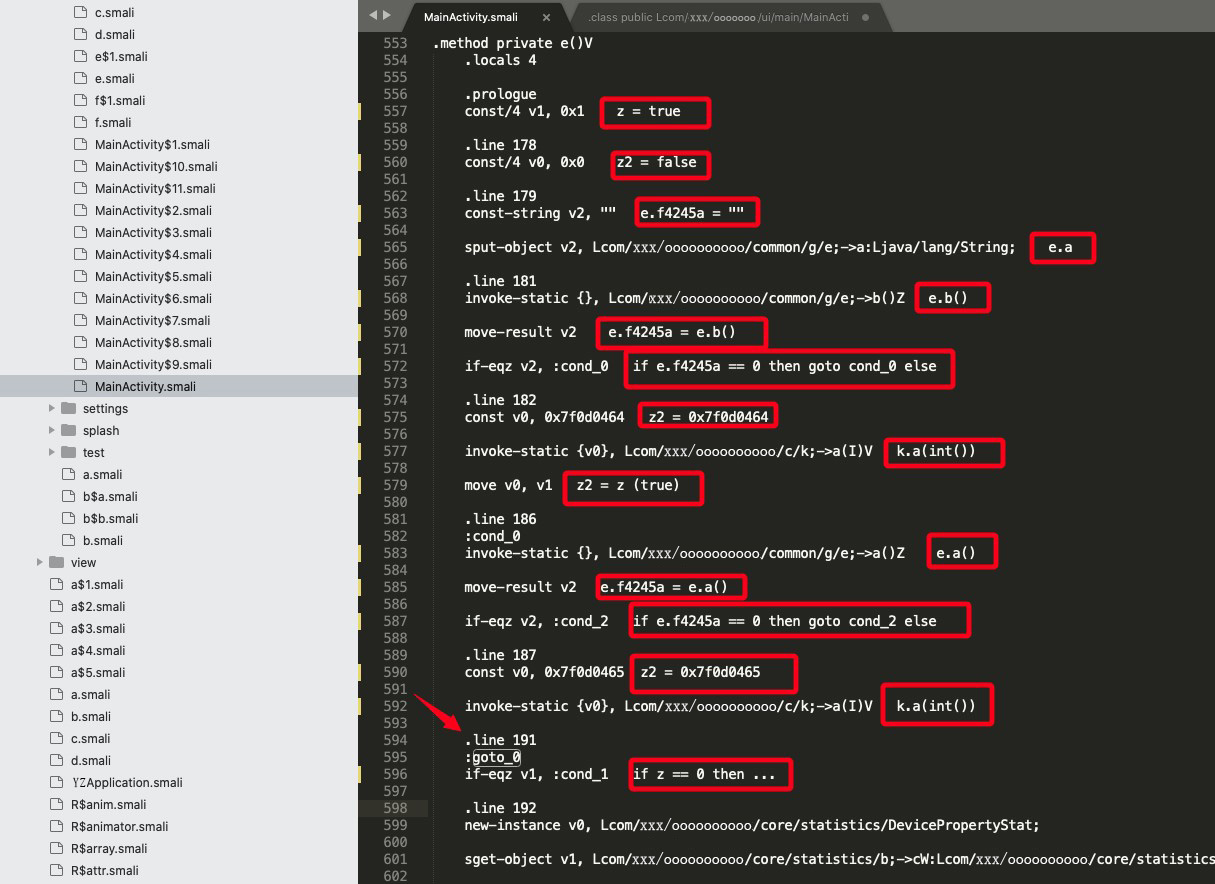 c.smali
d.smali
e$1.smali
e.smali
f$1.smali
f.smali
MainActivity$1.smali
MainActivity$10.smali
MainActivity$11.smali
MainActivity$2.smali
MainActivity$3.smali
MainActivity$4.smali
MainActivity$5.smali
MainActivity$6.smali
MainActivity$7.smali
MainActivity$8.smali
MainActivity$9.smali
MainActivity.smali
settings
splash
test
a.smali
b$a.smali
b$b.smali
b.smali
view
a$1.smali
a$2.smali
a$3.smali
a$4.smali
a$5.smali
a.smali
b.smali
c.smali
d.smali
YZApplication.smali
R$anim.smali
R$animator.smali
R$array.smali
R$attr.smali
MainActivity.smali × .class public Lcom/xxx/ooooooo/ui/main/MainActi
553 .method private e()V
554 .locals 4
555
556 .prologue
557 const/4 v1, 0x1 z = true
558
559 .line 178
560 const/4 v0, 0x0 z2 = false
561
562 .line 179
563 const-string v2, "" e.f4245a = ""
564
565 sput-object v2, Lcom/xxx/oooooooooo/common/g/e;->a:Ljava/lang/String; e.a
566
567 .line 181
568 invoke-static {}, Lcom/xxx/oooooooooo/common/g/e;->b()Z e.b()
569
570 move-result v2 e.f4245a = e.b()
571
572 if-eqz v2, :cond_0 if e.f4245a == 0 then goto cond_0 else
573
574 .line 182
575 const v0, 0x7f0d0464 z2 = 0x7f0d0464
576
577 invoke-static {v0}, Lcom/xxx/oooooooooo/c/k;->a(I)V k.a(int())
578
579 move v0, v1 z2 = z (true)
580
581 .line 186
582 :cond_0
583 invoke-static {}, Lcom/xxx/oooooooooo/common/g/e;->a()Z e.a()
584
585 move-result v2 e.f4245a = e.a()
586
587 if-eqz v2, :cond_2 if e.f4245a == 0 then goto cond_2 else
588
589 .line 187
590 const v0, 0x7f0d0465 z2 = 0x7f0d0465
591
592 invoke-static {v0}, Lcom/xxx/oooooooooo/c/k;->a(I)V k.a(int())
593
594 .line 191
595 :goto_0
596 if-eqz v1, :cond_1 if z == 0 then ...
597
598 .line 192
599 new-instance v0, Lcom/xxx/oooooooooo/core/statistics/DevicePropertyStat;
600
601 sget-object v1, Lcom/xxx/oooooooooo/core/statistics/b;->cW:Lcom/xxx/oooooooooo/core/statistics
602